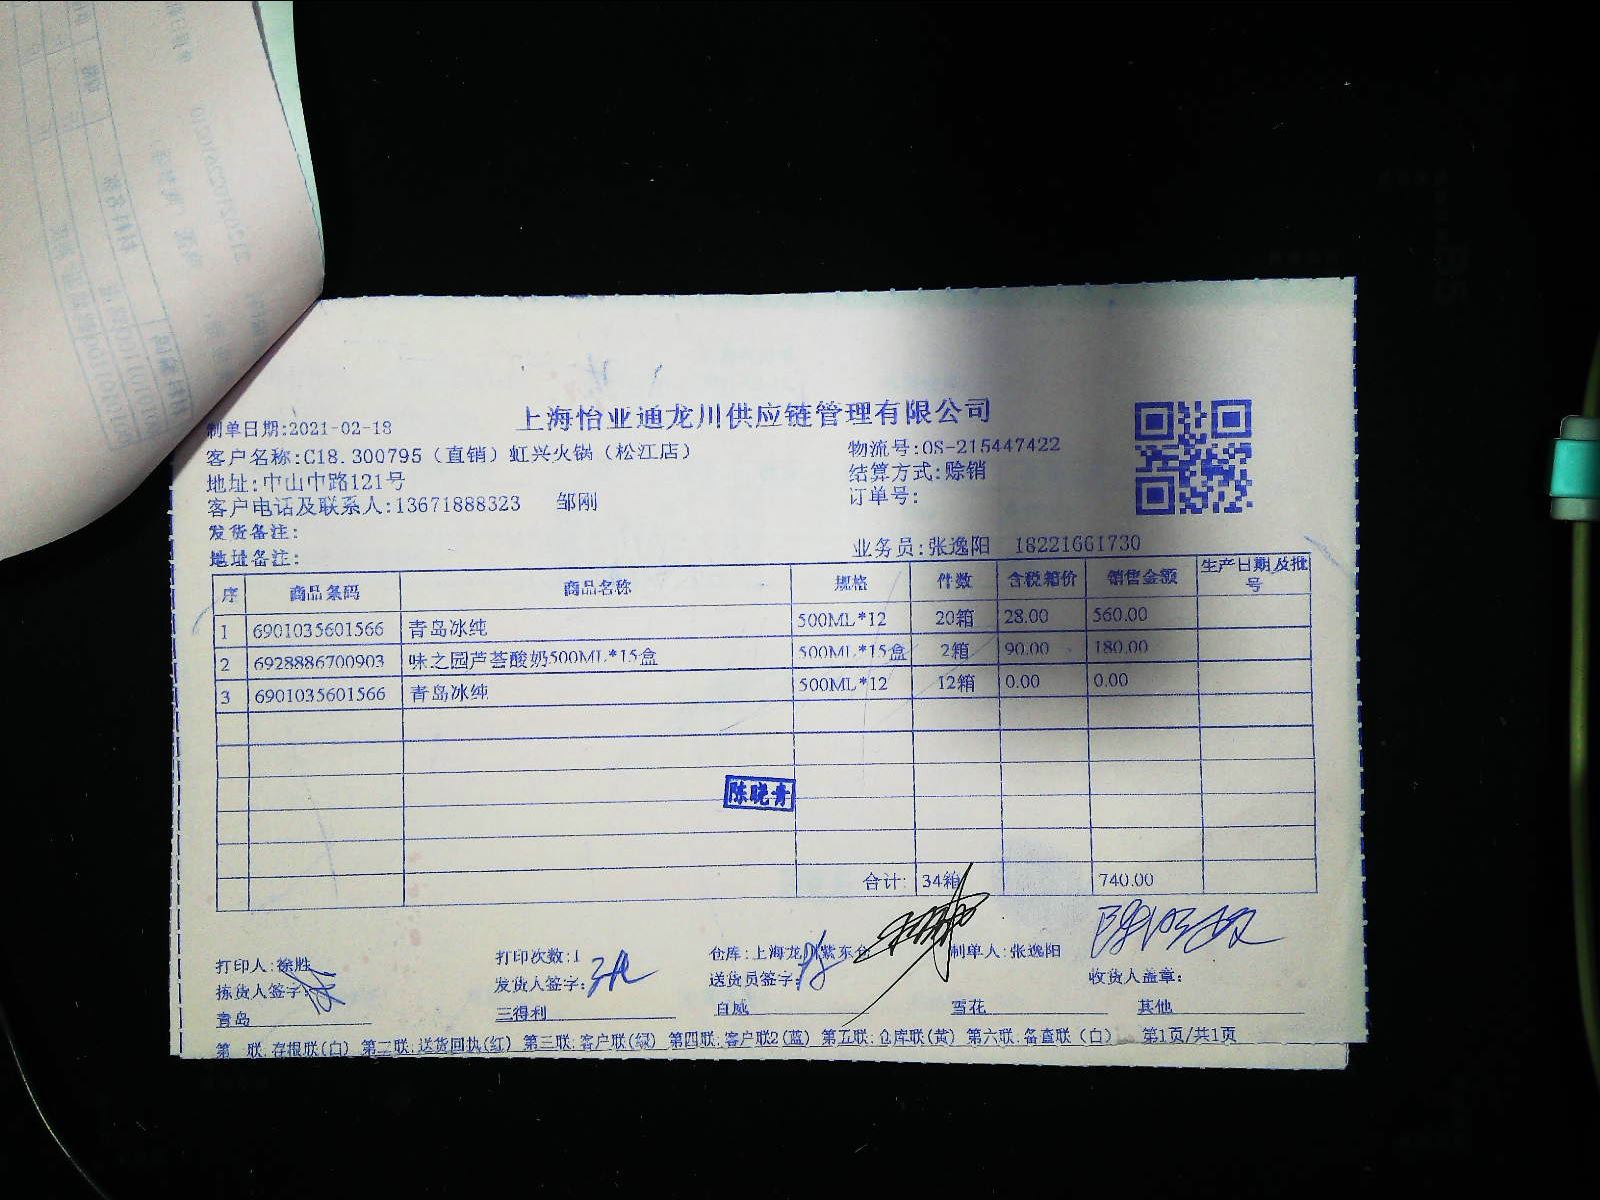 上海怡亚通龙川供应链管理有限公司
制单日期:2021-02-18
客户名称:C18.300795（直销）虹兴火锅（松江店）
物流号:OS-215447422
地址:中山中路121号
结算方式:赊销
客户电话及联系人:13671888323 邹刚
订单号:
发货备注:
地址备注:
业务员:张逸阳 18221661730
序 商品条码 商品名称 规格 件数 含税箱价 销售金额 生产日期及批号
1 6901035601566 青岛冰纯 500ML*12 20箱 28.00 560.00
2 6928886700903 味之园芦荟酸奶500ML*15盒 500ML*15盒 2箱 90.00 180.00
3 6901035601566 青岛冰纯 500ML*12 12箱 0.00 0.00
陈晓青
合计: 34箱 740.00
打印人:徐胜 打印次数:1 仓库:上海龙川紫东仓 制单人:张逸阳
拣货人签字: 发货人签字: 送货员签字: 收货人盖章:
青岛 三得利 百威 雪花 其他
第一联:存根联(白) 第二联:送货回执(红) 第三联:客户联(绿) 第四联:客户联2(蓝) 第五联:仓库联(黄) 第六联:备查联（白） 第1页/共1页